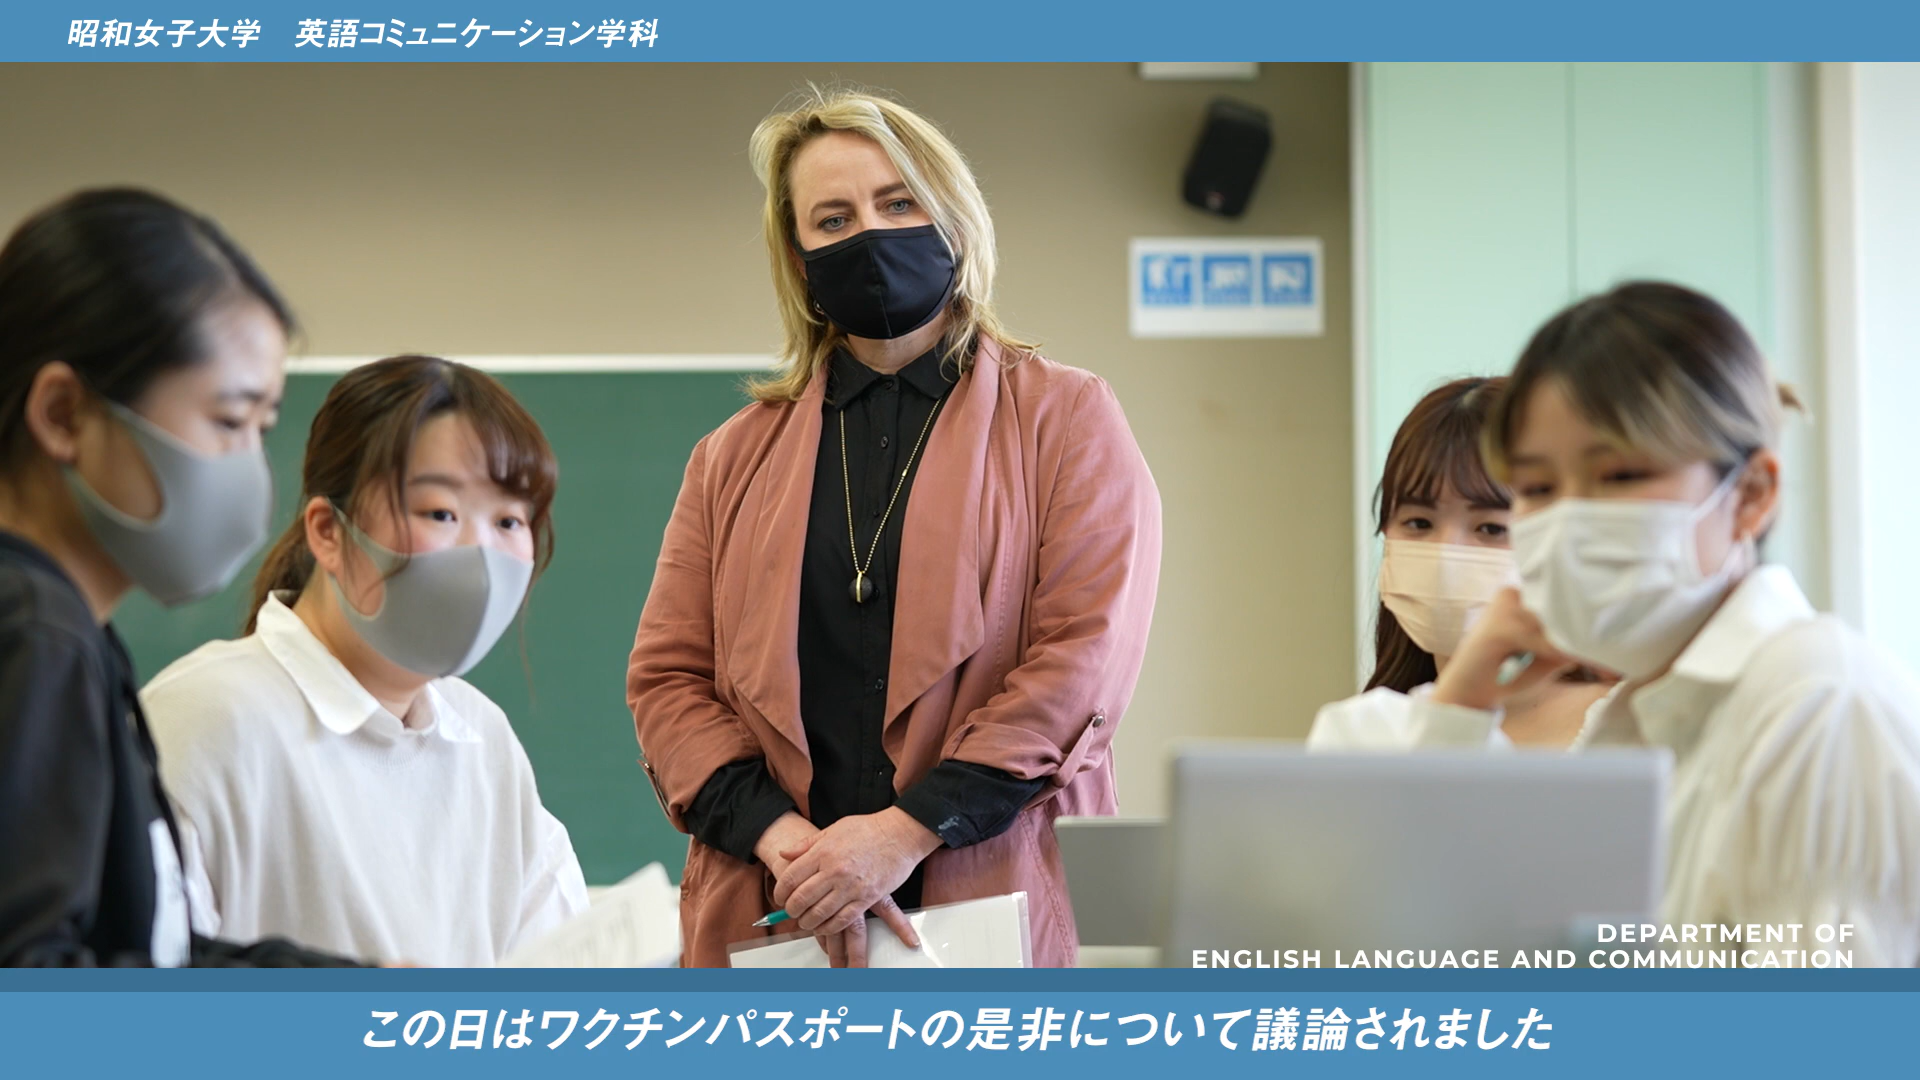 昭和女子大学　英語コミュニケーション学科
DEPARTMENT OF
ENGLISH LANGUAGE AND COMMUNICATION
この日はワクチンパスポートの是非について議論されました